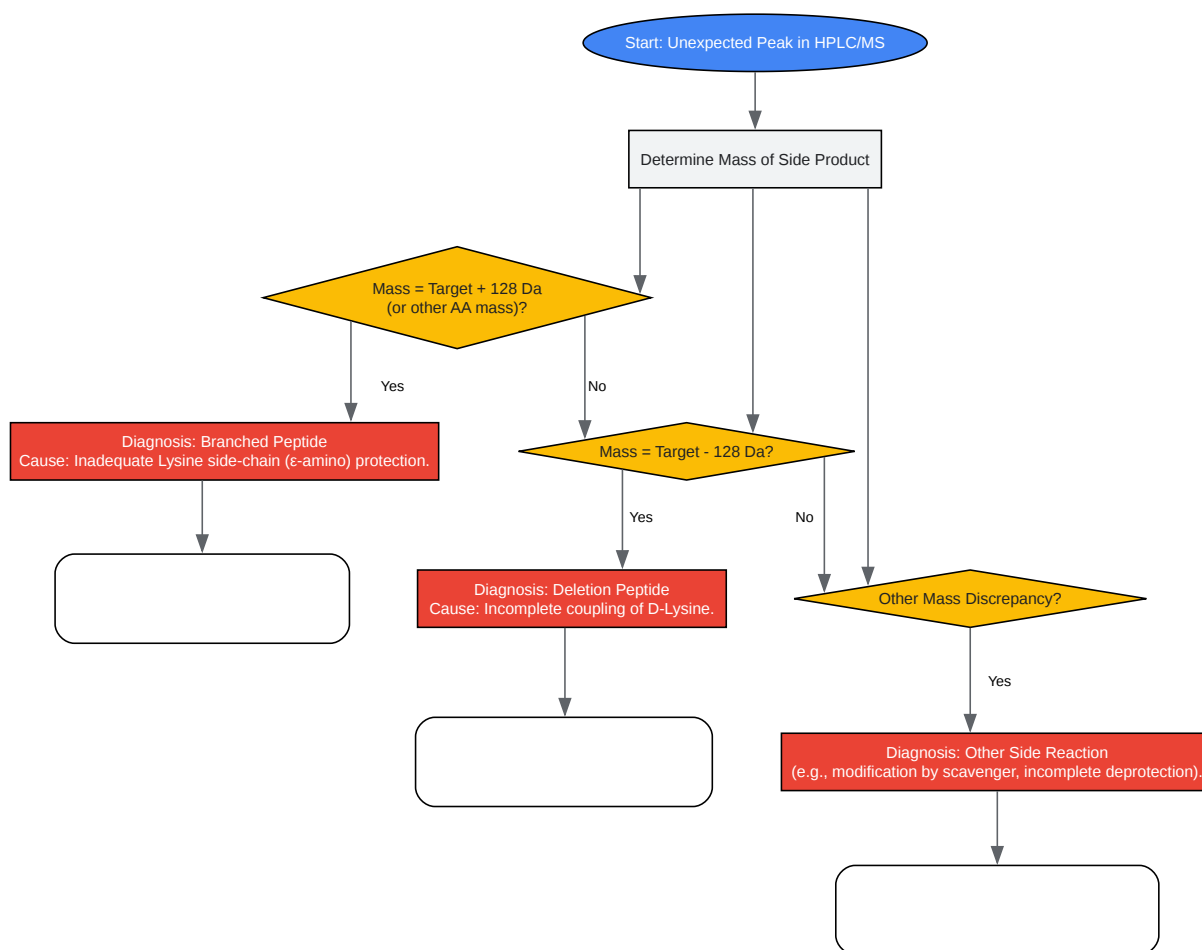 Start: Unexpected Peak in HPLC/MS
Determine Mass of Side Product
Mass = Target + 128 Da
(or other AA mass)?
Yes
No
Diagnosis: Branched Peptide
Cause: Inadequate Lysine side-chain (ε-amino) protection.
Mass = Target - 128 Da?
Yes
No
Diagnosis: Deletion Peptide
Cause: Incomplete coupling of D-Lysine.
Other Mass Discrepancy?
Yes
Diagnosis: Other Side Reaction
(e.g., modification by scavenger, incomplete deprotection).